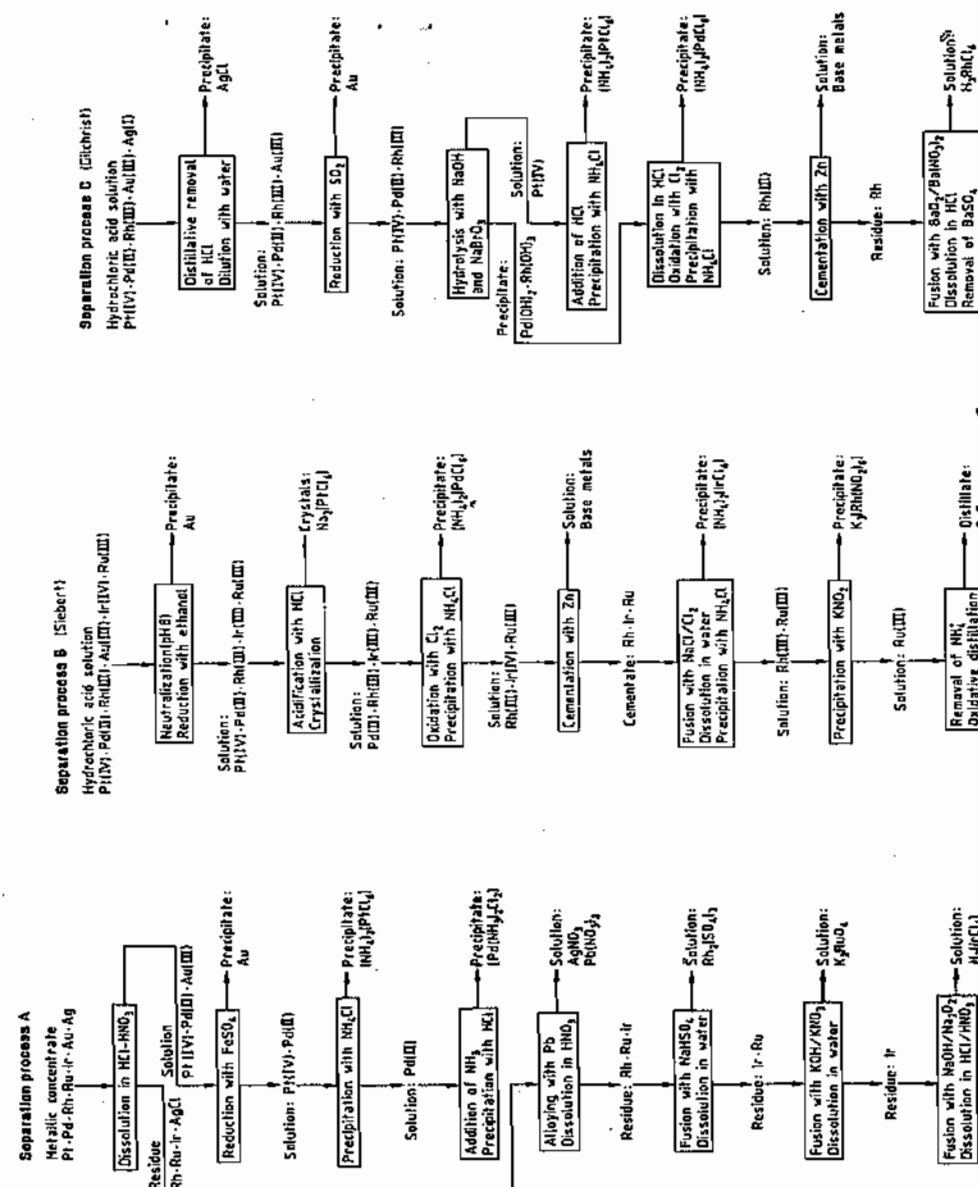 Separation process C (Gilchrist)
Hydrochloric acid solution
Pt(IV)·Pd(II)·Rh(III)·Au(III)·Ag(I)
Distillative removal
of HCl
Dilution with water
Precipitate:
AgCl
Solution:
Pt(IV)·Pd(II)·Rh(III)·Au(III)
Reduction with SO₂
Precipitate:
Au
Solution: Pt(IV)·Pd(II)·Rh(III)
Hydrolysis with NaOH
and NaBrO₃
Precipitate:
Pd(OH)₂·Rh(OH)₃
Solution:
Pt(IV)
Addition of HCl
Precipitation with NH₄Cl
Precipitate:
(NH₄)₂[PtCl₆]
Dissolution in HCl
Oxidation with Cl₂
Precipitation with
NH₄Cl
Precipitate:
(NH₄)₂[PdCl₆]
Solution: Rh(III)
Cementation with Zn
Solution:
Base metals
Residue: Rh
Fusion with BaO₂/Ba(NO₃)₂
Dissolution in HCl
Removal of BaSO₄
Solution:
H₃RhCl₆
Separation process B (Siebert)
Hydrochloric acid solution
Pt(IV)·Pd(II)·Rh(III)·Au(III)·Ir(IV)·Ru(III)
Neutralization(pH8)
Reduction with ethanol
Precipitate:
Au
Solution:
Pt(IV)·Pd(II)·Rh(III)·Ir(III)·Ru(III)
Acidification with HCl
Crystallization
Crystals:
Na₂[PtCl₆]
Solution:
Pd(II)·Rh(III)·Ir(III)·Ru(III)
Oxidation with Cl₂
Precipitation with NH₄Cl
Precipitate:
(NH₄)₂[PdCl₆]
Solution:
Rh(III)·Ir(IV)·Ru(III)
Cementation with Zn
Solution:
Base metals
Cementate: Rh·Ir·Ru
Fusion with NaCl/Cl₂
Dissolution in water
Precipitation with NH₄Cl
Precipitate:
(NH₄)₂[IrCl₆]
Solution: Rh(III)·Ru(III)
Precipitation with KNO₂
Precipitate:
K₃[Rh(NO₂)₆]
Solution: Ru(III)
Removal of NH₄⁺
Oxidative distillation
Distillate:
Separation process A
Metallic concentrate
Pt·Pd·Rh·Ru·Ir·Au·Ag
Dissolution in HCl-HNO₃
Residue
Rh·Ru·Ir·AgCl
Solution
Pt(IV)·Pd(II)·Au(III)
Reduction with FeSO₄
Precipitate:
Au
Solution: Pt(IV)·Pd(II)
Precipitation with NH₄Cl
Precipitate:
(NH₄)₂[PtCl₆]
Solution: Pd(II)
Addition of NH₃
Precipitation with HCl
Precipitate:
[Pd(NH₃)₂Cl₂]
Alloying with Pb
Dissolution in HNO₃
Solution:
AgNO₃
Pb(NO₃)₂
Residue: Rh·Ru·Ir
Fusion with NaHSO₄
Dissolution in water
Solution:
Rh₂(SO₄)₃
Residue: Ir·Ru
Fusion with KOH/KNO₃
Dissolution in water
Solution:
K₂RuO₄
Residue: Ir
Fusion with NaOH/Na₂O₂
Dissolution in HCl/HNO₃
Solution: